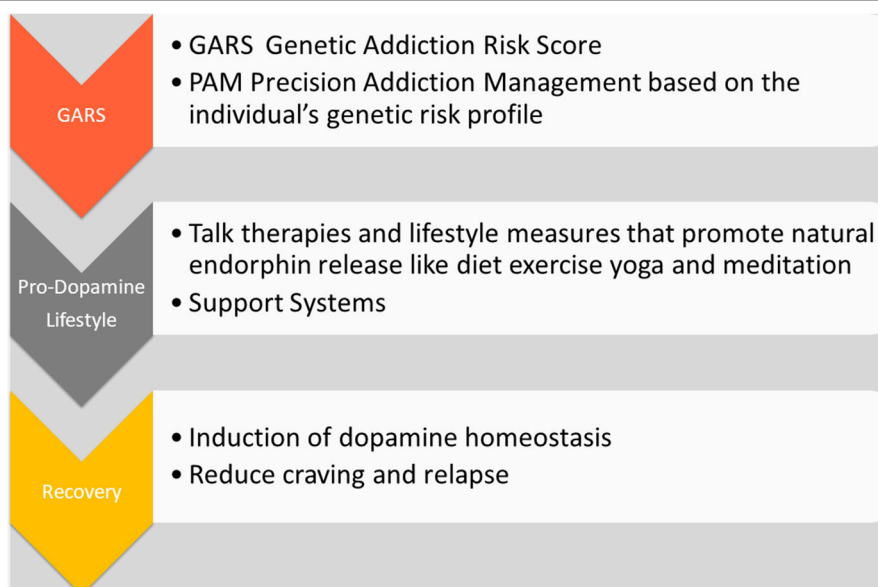 GARS
• GARS  Genetic Addiction Risk Score
• PAM Precision Addiction Management based on the
individual's genetic risk profile
Pro-Dopamine
Lifestyle
• Talk therapies and lifestyle measures that promote natural
endorphin release like diet exercise yoga and meditation
• Support Systems
Recovery
• Induction of dopamine homeostasis
• Reduce craving and relapse